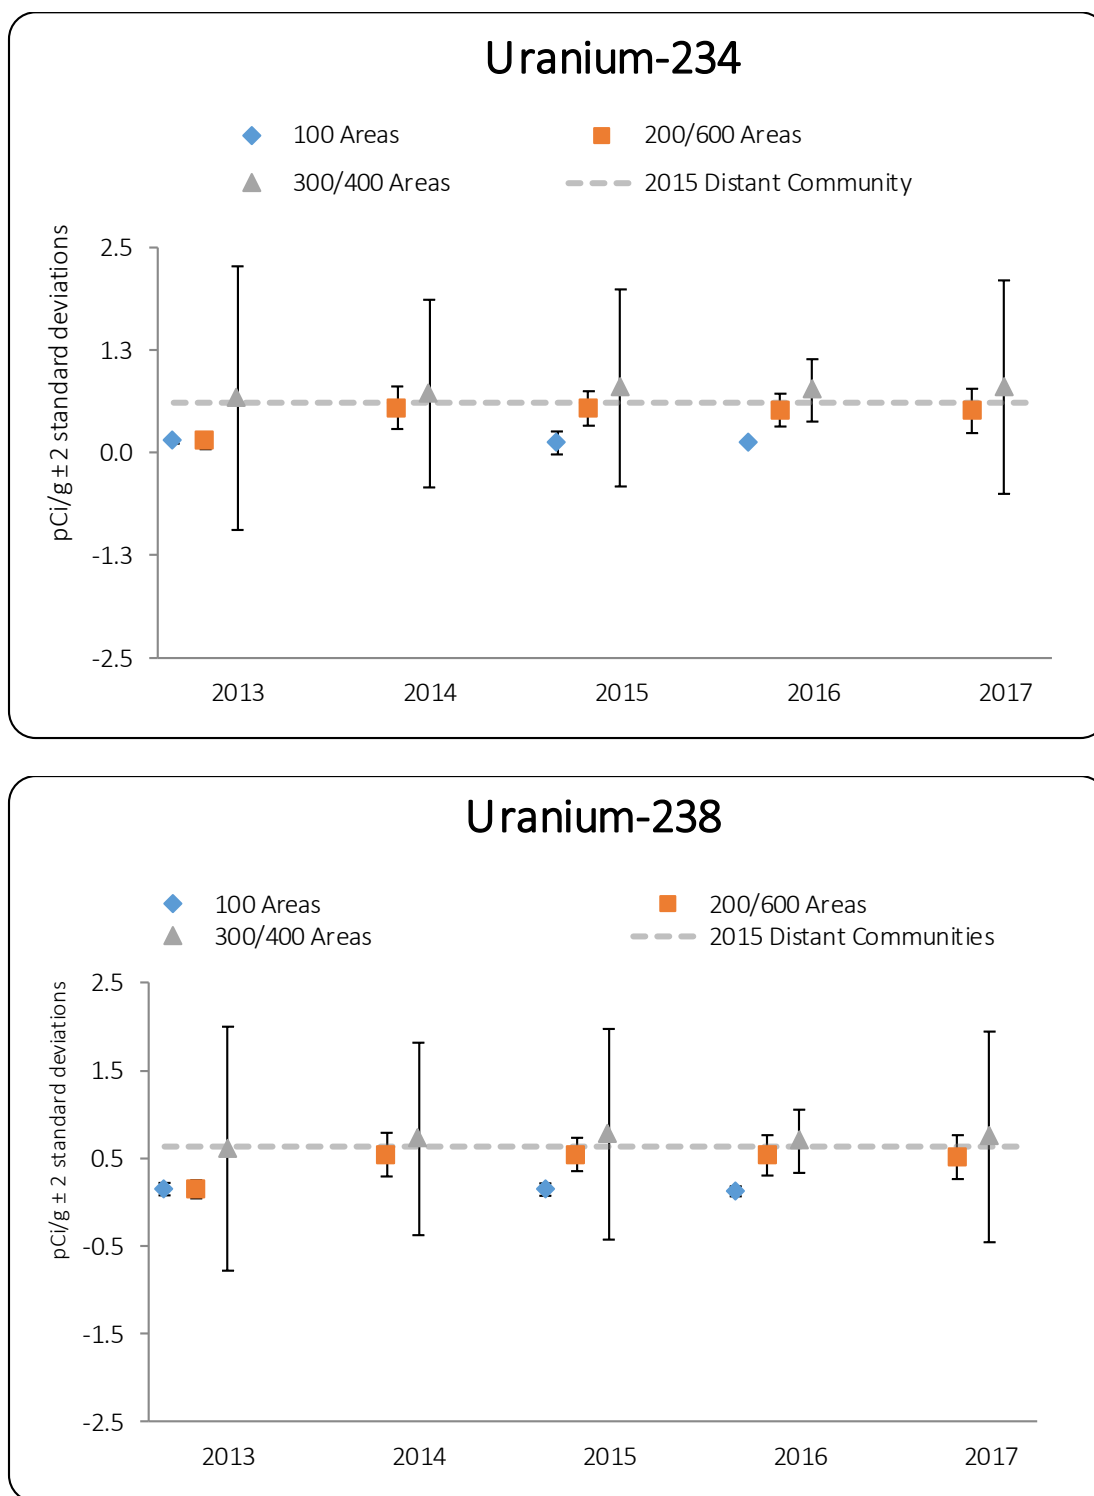 Uranium-234
100 Areas
200/600 Areas
300/400 Areas
2015 Distant Community
pCi/g ± 2 standard deviations
2.5
1.3
0.0
-1.3
-2.5
2013
2014
2015
2016
2017
Uranium-238
100 Areas
200/600 Areas
300/400 Areas
2015 Distant Communities
pCi/g ± 2 standard deviations
2.5
1.5
0.5
-0.5
-1.5
-2.5
2013
2014
2015
2016
2017